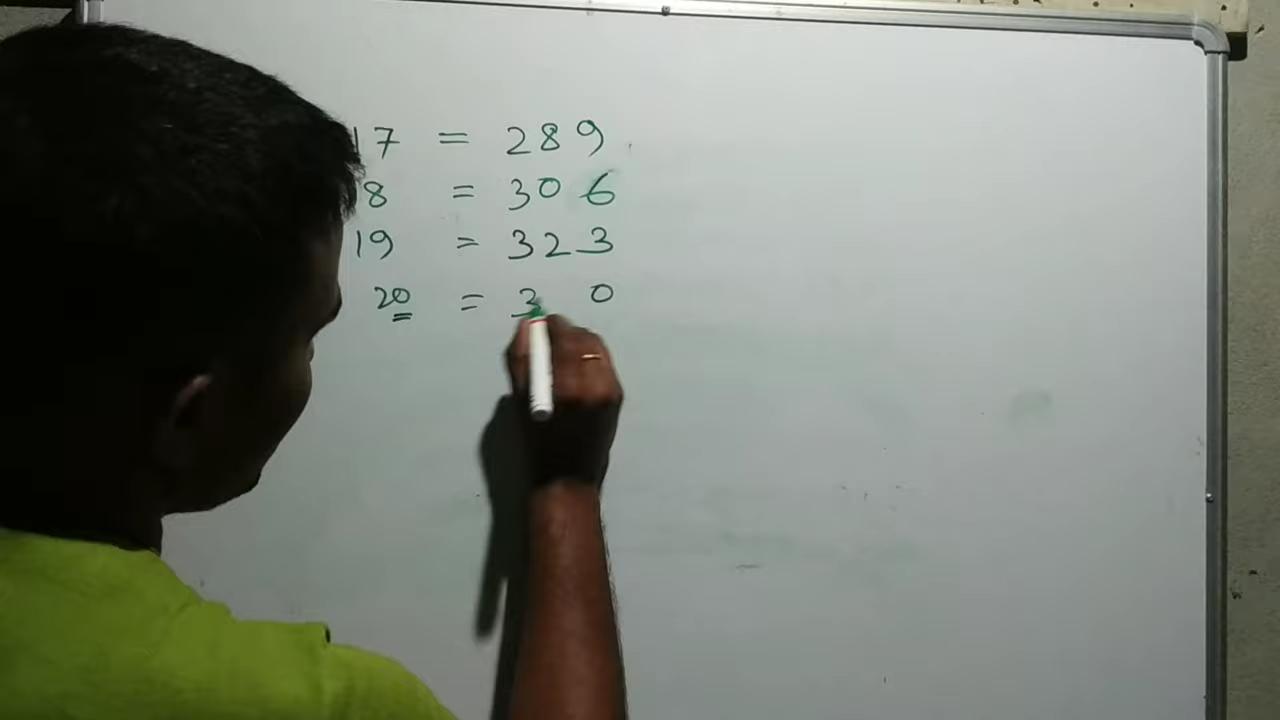 17 = 289
8 = 306
19 = 323
20 = 3 0